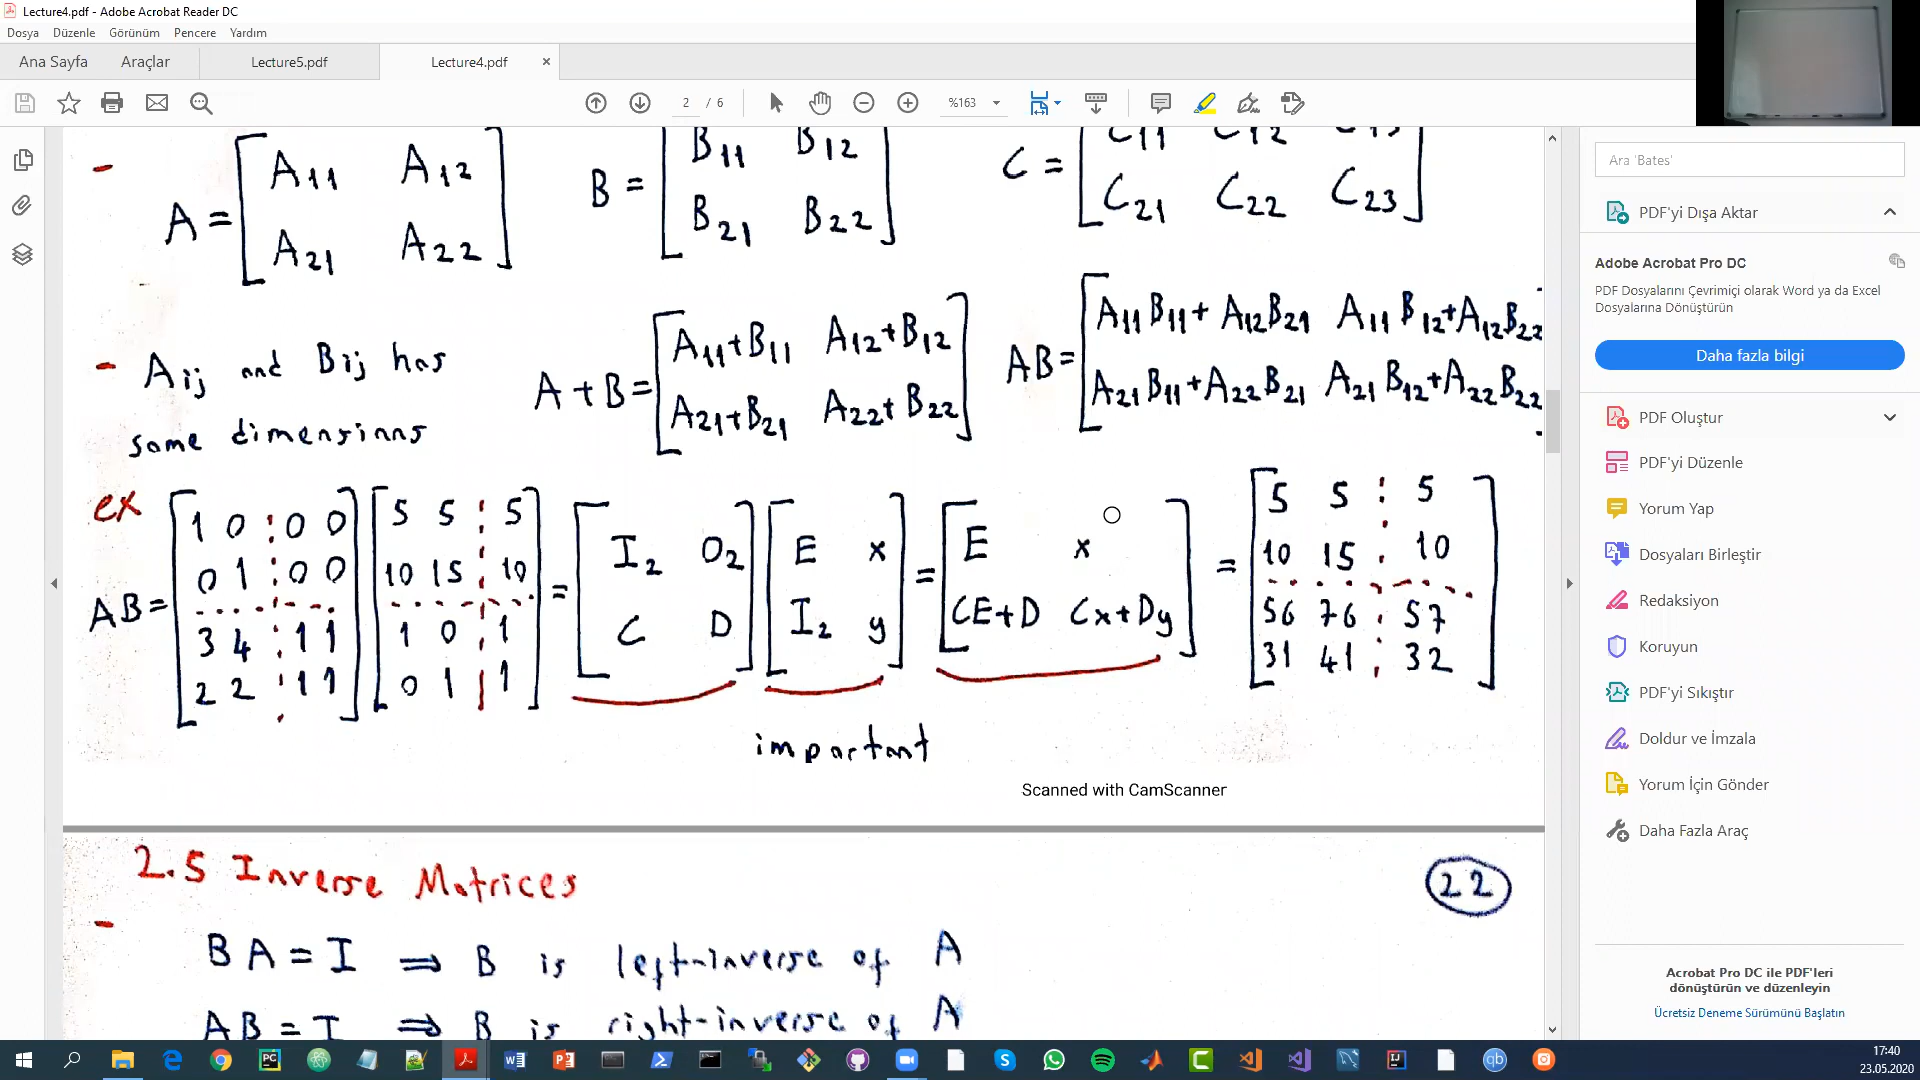 Lecture4.pdf - Adobe Acrobat Reader DC
Dosya Düzenle Görünüm Pencere Yardım
Ana Sayfa Araçlar Lecture5.pdf Lecture4.pdf ×
2 / 6 %163
A = [ A11 A12
A21 A22 ]
B = [ B11 B12
B21 B22 ]
C = [ C11 C12 C13
C21 C22 C23 ]
- Aij and Bij has
same dimensions
A + B = [ A11+B11 A12+B12
A21+B21 A22+B22 ]
AB = [ A11B11+A12B21 A11B12+A12B22
A21B11+A22B21 A21B12+A22B22
ex
AB = [ 1 0 0 0
0 1 0 0
3 4 1 1
2 2 1 1 ]
[ 5 5 5
10 15 10
1 0 1
0 1 1 ]
= [ I2 O2
C D ]
[ E x
I2 y ]
= [ E x
CE+D Cx+Dy ]
= [ 5 5 5
10 15 10
56 76 57
31 41 32 ]
important
Scanned with CamScanner
2.5 Inverse Matrices
22
- BA = I ⇒ B is left-inverse of A
AB = I ⇒ B is right-inverse of A
Ara 'Bates'
PDF'yi Dışa Aktar
Adobe Acrobat Pro DC
PDF Dosyalarını Çevrimiçi olarak Word ya da Excel
Dosyalarına Dönüştürün
Daha fazla bilgi
PDF Oluştur
PDF'yi Düzenle
Yorum Yap
Dosyaları Birleştir
Redaksiyon
Koruyun
PDF'yi Sıkıştır
Doldur ve İmzala
Yorum İçin Gönder
Daha Fazla Araç
Acrobat Pro DC ile PDF'leri
dönüştürün ve düzenleyin
Ücretsiz Deneme Sürümünü Başlatın
17:40
23.05.2020